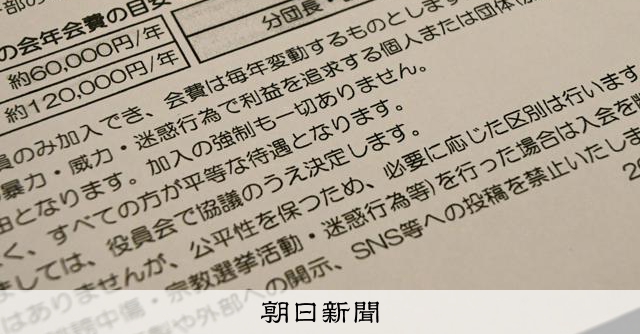 の会年会費の目安
約60,000円/年
約120,000円/年
分団長・
員のみ加入でき、会費は毎年変動するものとします
暴力・威力・迷惑行為で利益を追求する個人または団体
由となります。加入の強制も一切ありません。
く、すべての方が平等な待遇となります。
ましては、役員会で協議のうえ決定します。
はありませんが、公平性を保つため、必要に応じた区別は行います
誹謗中傷・宗教選挙活動・迷惑行為等)を行った場合は入会を
や外部への開示、SNS等への投稿を禁止いたしま
朝日新聞